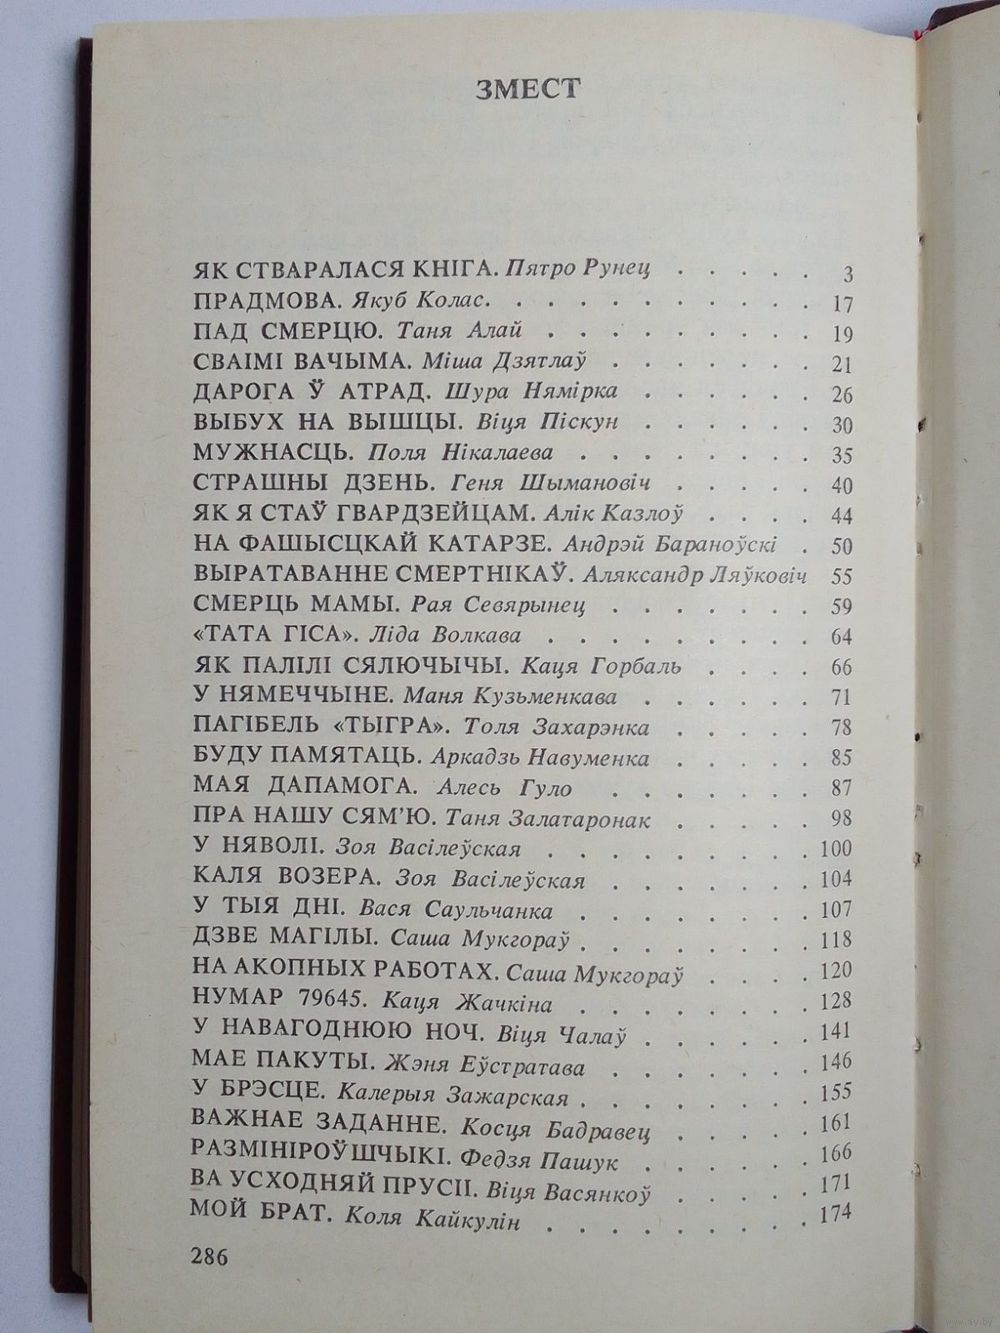 ЗМЕСТ
ЯК СТВАРАЛАСЯ КНІГА. Пятро Рунец . . . . . 3
ПРАДМОВА. Якуб Колас. . . . . . . . . . . 17
ПАД СМЕРЦЮ. Таня Алай . . . . . . . . . 19
СВАІМІ ВАЧЫМА. Міша Дзятлаў . . . . . . . 21
ДАРОГА Ў АТРАД. Шура Нямірка . . . . . . 26
ВЫБУХ НА ВЫШЦЫ. Віця Піскун . . . . . . 30
МУЖНАСЦЬ. Поля Нікалаева . . . . . . . . 35
СТРАШНЫ ДЗЕНЬ. Геня Шымановіч . . . . . 40
ЯК Я СТАЎ ГВАРДЗЕЙЦАМ. Алік Казлоў . . . . 44
НА ФАШЫСЦКАЙ КАТАРЗЕ. Андрэй Бараноўскі . 50
ВЫРАТАВАННЕ СМЕРТНІКАЎ. Аляксандр Ляўковіч 55
СМЕРЦЬ МАМЫ. Рая Севярынец . . . . . . . 59
«ТАТА ГІСА». Ліда Волкава . . . . . . . . . 64
ЯК ПАЛІЛІ СЯЛЮЧЫЧЫ. Каця Горбаль . . . . 66
У НЯМЕЧЧЫНЕ. Маня Кузьменкава . . . . . . 71
ПАГІБЕЛЬ «ТЫГРА». Толя Захарэнка . . . . . 78
БУДУ ПАМЯТАЦЬ. Аркадзь Навуменка . . . . . 85
МАЯ ДАПАМОГА. Алесь Гуло . . . . . . . 87
ПРА НАШУ СЯМ’Ю. Таня Залатаронак . . . . . 98
У НЯВОЛІ. Зоя Васілеўская . . . . . . . . . 100
КАЛЯ ВОЗЕРА. Зоя Васілеўская . . . . . . . 104
У ТЫЯ ДНІ. Вася Саульчанка . . . . . . . . 107
ДЗВЕ МАГІЛЫ. Саша Мукгораў . . . . . . . . 118
НА АКОПНЫХ РАБОТАХ. Саша Мукгораў . . . . 120
НУМАР 79645. Каця Жачкіна . . . . . . . . 128
У НАВАГОДНЮЮ НОЧ. Віця Чалаў . . . . . . 141
МАЕ ПАКУТЫ. Жэня Еўстратава . . . . . . . 146
У БРЭСЦЕ. Калерыя Зажарская . . . . . . . . 155
ВАЖНАЕ ЗАДАННЕ. Косця Бадравец . . . . . 161
РАЗМІНІРОЎШЧЫКІ. Федзя Пашук . . . . . . 166
ВА УСХОДНЯЙ ПРУСІІ. Віця Васянкоў . . . . . 171
МОЙ БРАТ. Коля Кайкулін . . . . . . . . . 174
286
www.ay.by